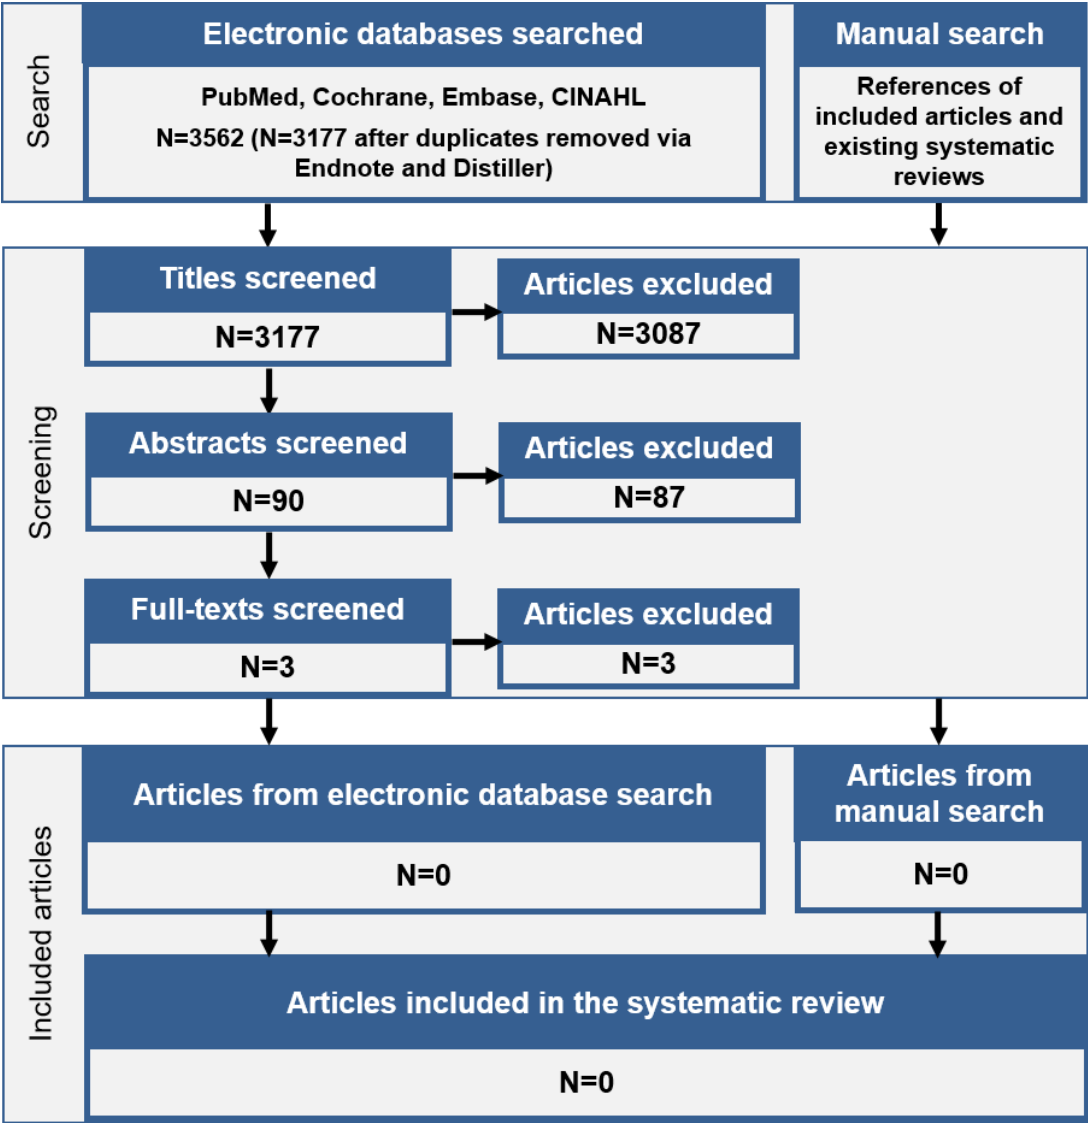 Search
Electronic databases searched
PubMed, Cochrane, Embase, CINAHL
N=3562 (N=3177 after duplicates removed via
Endnote and Distiller)
Manual search
References of
included articles and
existing systematic
reviews
Screening
Titles screened
N=3177
Articles excluded
N=3087
Abstracts screened
N=90
Articles excluded
N=87
Full-texts screened
N=3
Articles excluded
N=3
Included articles
Articles from electronic database search
N=0
Articles from
manual search
N=0
Articles included in the systematic review
N=0